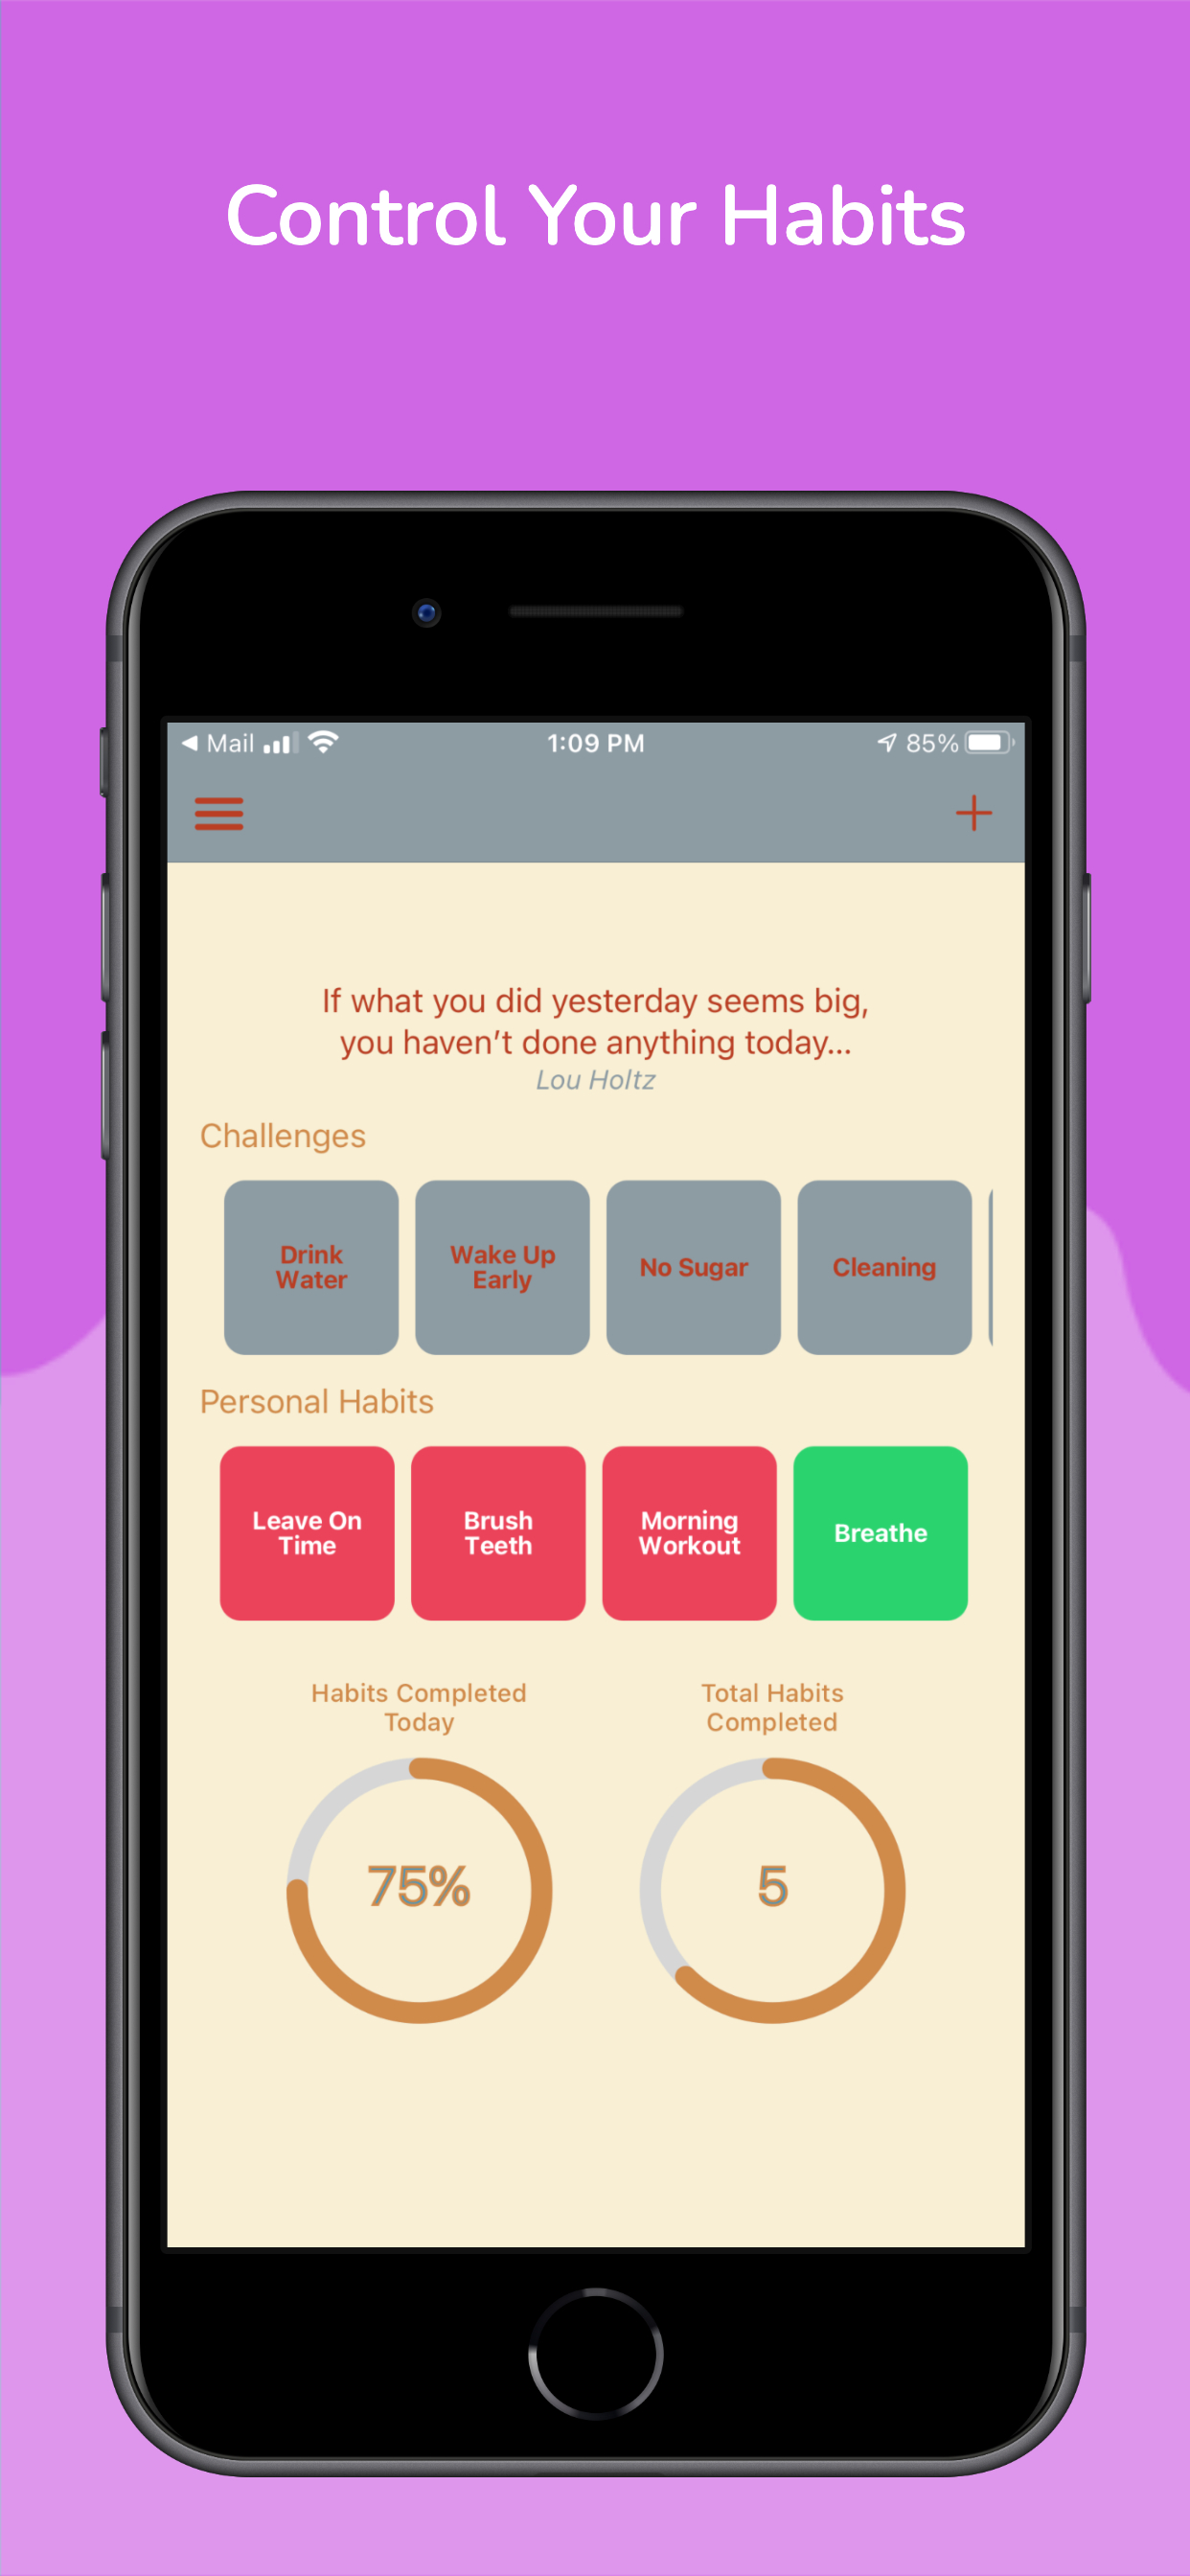 Control Your Habits
Mail
1:09 PM
85%
If what you did yesterday seems big,
you haven’t done anything today...
Lou Holtz
Challenges
Drink
Water
Wake Up
Early
No Sugar
Cleaning
Personal Habits
Leave On
Time
Brush
Teeth
Morning
Workout
Breathe
Habits Completed
Today
Total Habits
Completed
75%
5